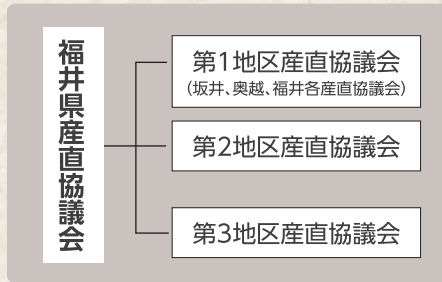 福井県産直協議会
第1地区産直協議会
(坂井、奥越、福井各産直協議会)
第2地区産直協議会
第3地区産直協議会